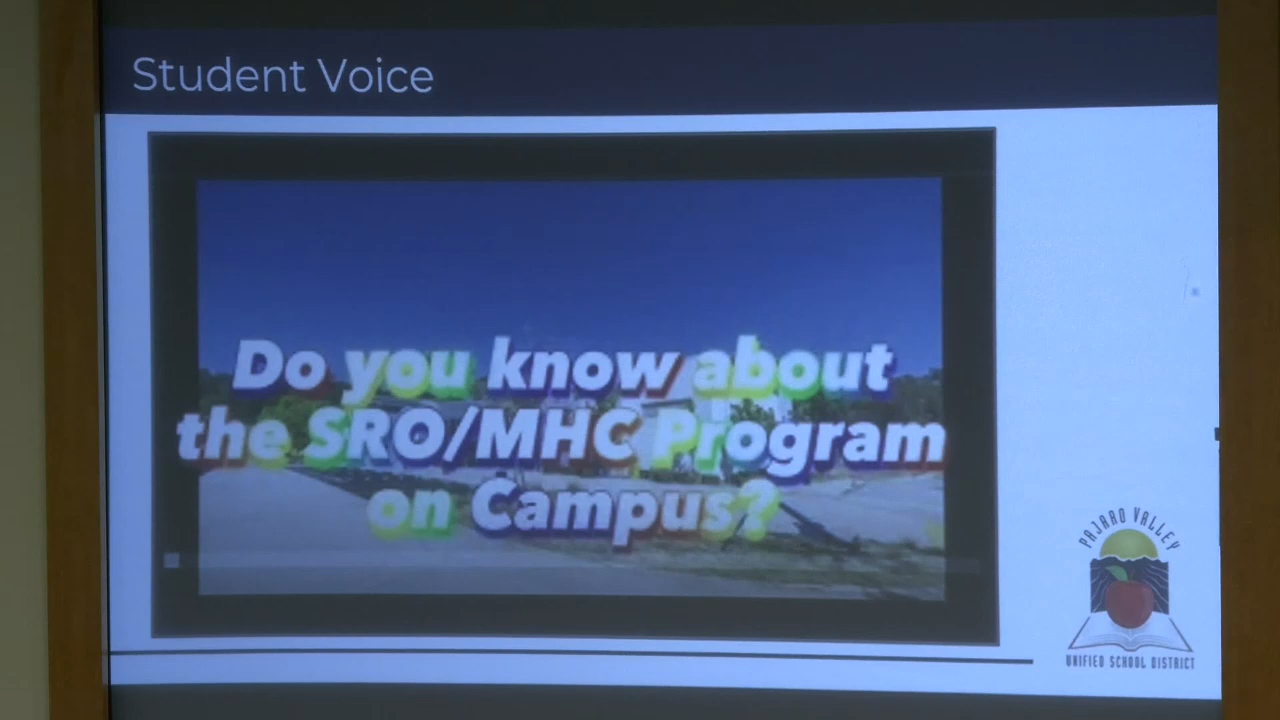 Student Voice
Do you know about
the SRO/MHC Program
on Campus?
PAJARO VALLEY
UNIFIED SCHOOL DISTRICT